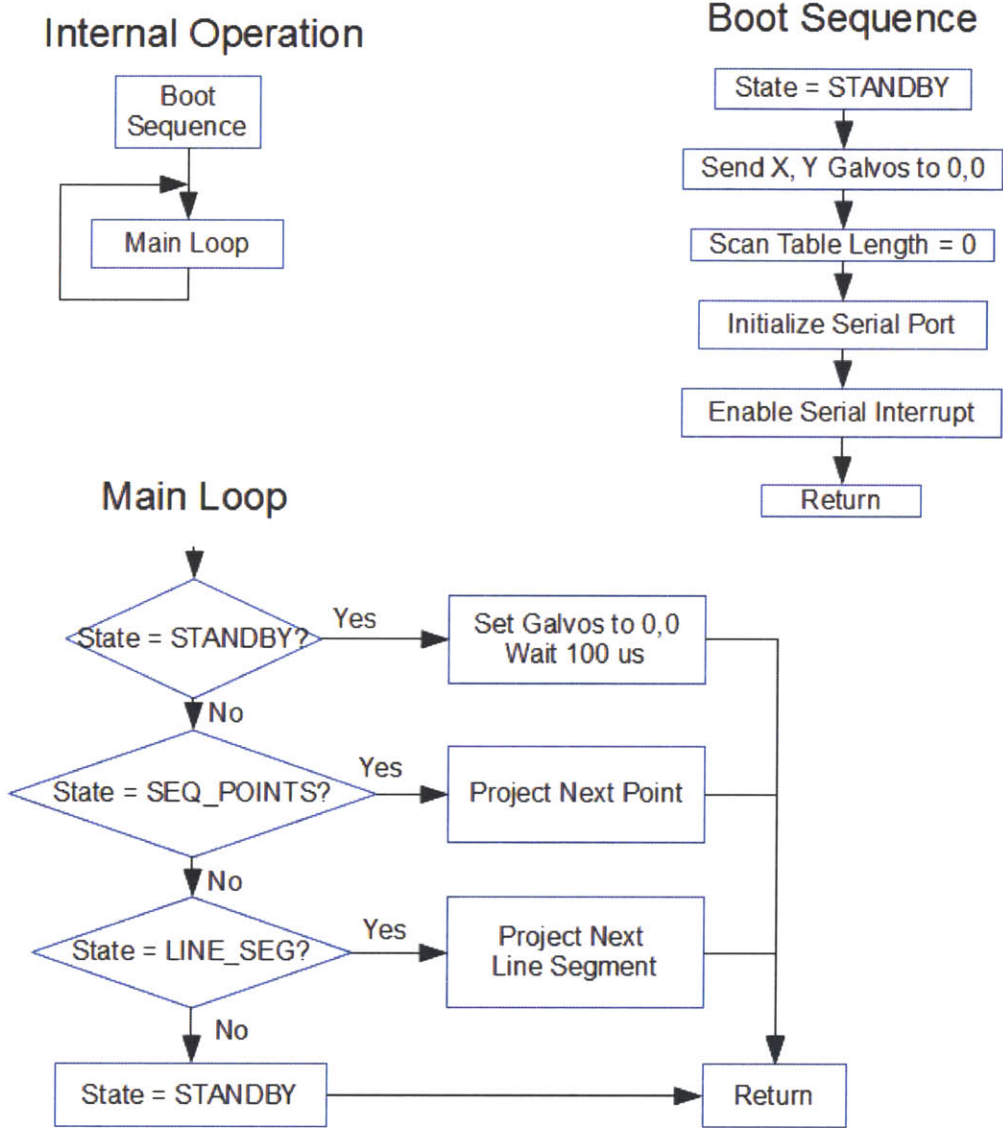 Internal Operation
Boot
Sequence
Main Loop
Boot Sequence
State = STANDBY
Send X, Y Galvos to 0,0
Scan Table Length = 0
Initialize Serial Port
Enable Serial Interrupt
Return
Main Loop
State = STANDBY?
Yes
Set Galvos to 0,0
Wait 100 us
No
State = SEQ_POINTS?
Yes
Project Next Point
No
State = LINE_SEG?
Yes
Project Next
Line Segment
No
State = STANDBY
Return